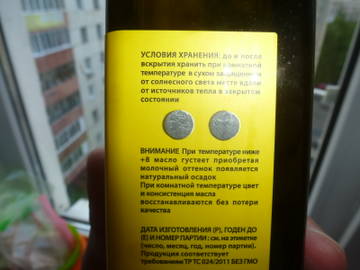 УСЛОВИЯ ХРАНЕНИЯ: до и после
вскрытия хранить при комнатной
температуре в сухом защищенном
от солнесного света месте вдали
от источников тепла в закрытом
состоянии
ВНИМАНИЕ При температуре ниже
+8 масло густеет приобретая
молочный оттенок появляется
натуральный осадок
При комнатной температуре цвет
и консистенция масла
восстанавливаются без потери
качества
ДАТА ИЗГОТОВЛЕНИЯ (P), ГОДЕН ДО
(E) И НОМЕР ПАРТИИ : см. на этикетке
(число, месяц, год, номер партии).
Продукция соответствует
требованиям ТР ТС 024/2011 БЕЗ ГМО